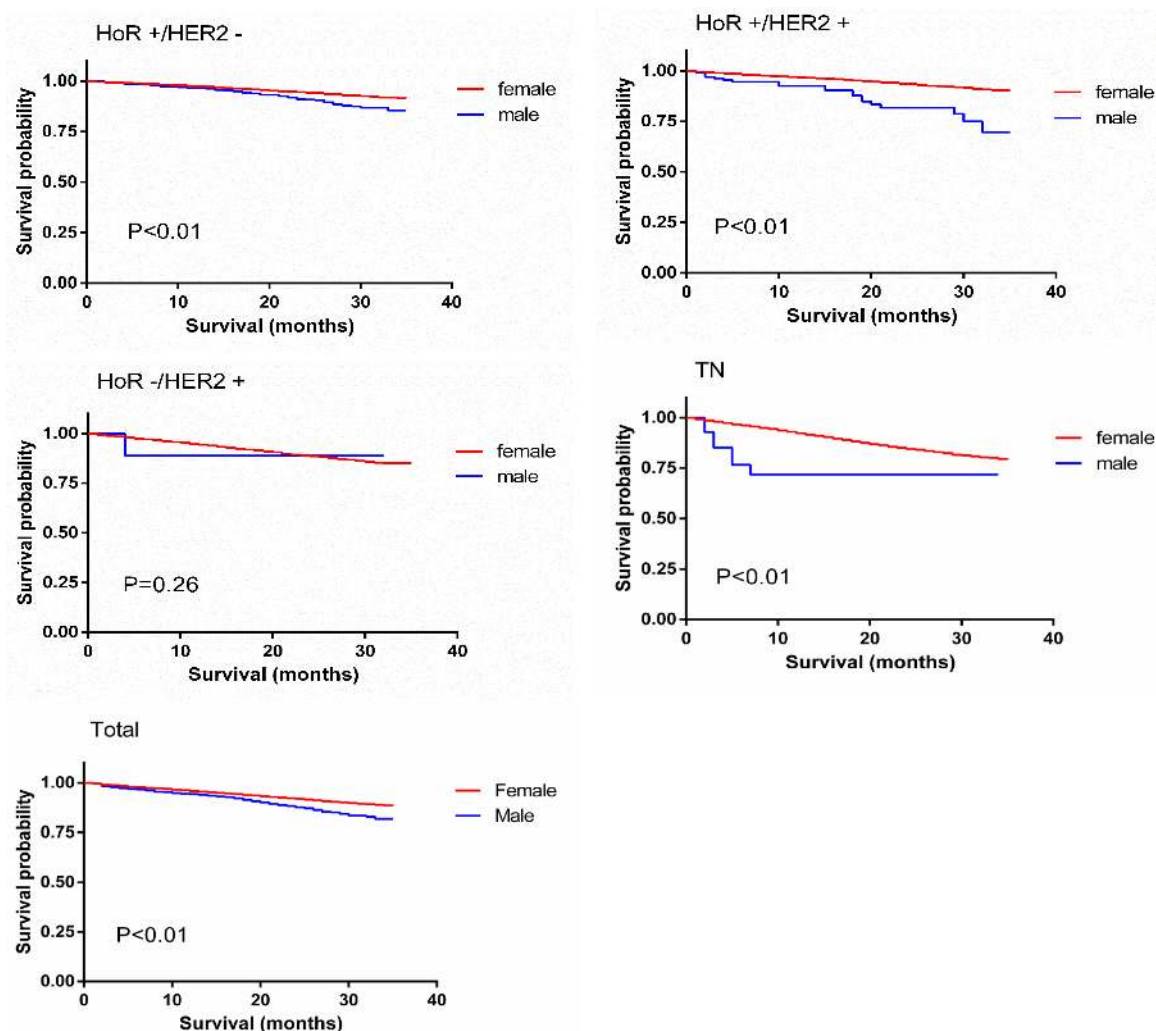 HoR +/HER2 -
Survival probability
1.00
0.75
0.50
0.25
0.00
female
male
P<0.01
0 10 20 30 40
Survival (months)
HoR +/HER2 +
Survival probability
1.00
0.75
0.50
0.25
0.00
female
male
P<0.01
0 10 20 30 40
Survival (months)
HoR -/HER2 +
Survival probability
1.00
0.75
0.50
0.25
0.00
female
male
P=0.26
0 10 20 30 40
Survival (months)
TN
Survival probability
1.00
0.75
0.50
0.25
0.00
female
male
P<0.01
0 10 20 30 40
Survival (months)
Total
Survival probability
1.00
0.75
0.50
0.25
0.00
Female
Male
P<0.01
0 10 20 30 40
Survival (months)